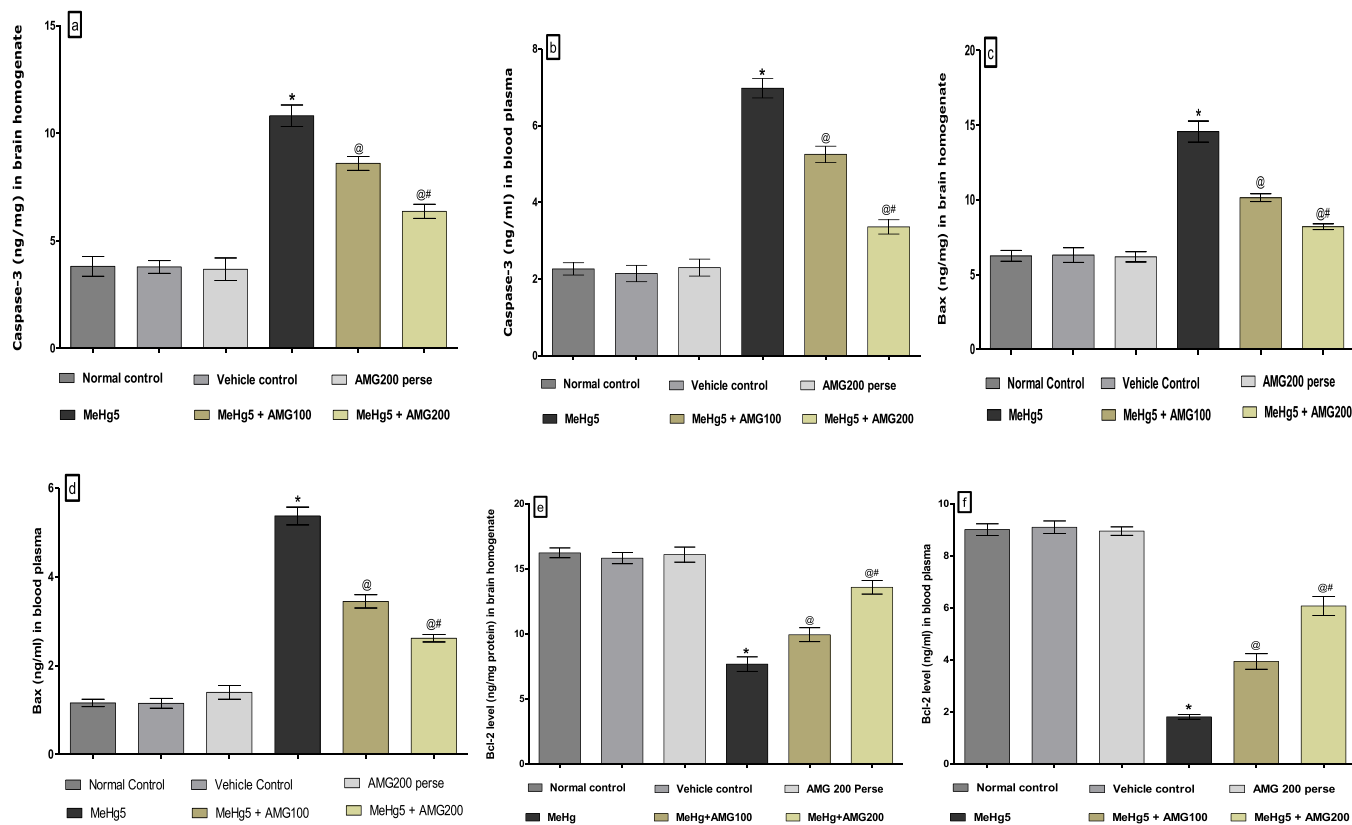 a
Caspase-3 (ng/mg) in brain homogenate
15
10
5
0
*
@
@#
Normal control
Vehicle control
AMG200 perse
MeHg5
MeHg5 + AMG100
MeHg5 + AMG200
b
Caspase-3 (ng/ml) in blood plasma
8
6
4
2
0
*
@
@#
Normal control
Vehicle control
AMG200 perse
MeHg5
MeHg5 + AMG100
MeHg5 + AMG200
c
Bax (ng/mg) in brain homogenate
20
15
10
5
0
*
@
@#
Normal Control
Vehicle Control
AMG200 perse
MeHg5
MeHg5 + AMG100
MeHg5 + AMG200
d
Bax (ng/ml) in blood plasma
6
4
2
0
*
@
@#
Normal Control
Vehicle Control
AMG200 perse
MeHg5
MeHg5 + AMG100
MeHg5 + AMG200
e
Bcl-2 level (ng/mg protein) in brain homogenate
20
15
10
5
0
*
@
@#
Normal control
Vehicle control
AMG 200 Perse
MeHg
MeHg+AMG100
MeHg+AMG200
f
Bcl-2 level (ng/ml) in blood plasma
10
8
6
4
2
0
*
@
@#
Normal control
Vehicle control
AMG 200 perse
MeHg5
MeHg5 + AMG100
MeHg5 + AMG200